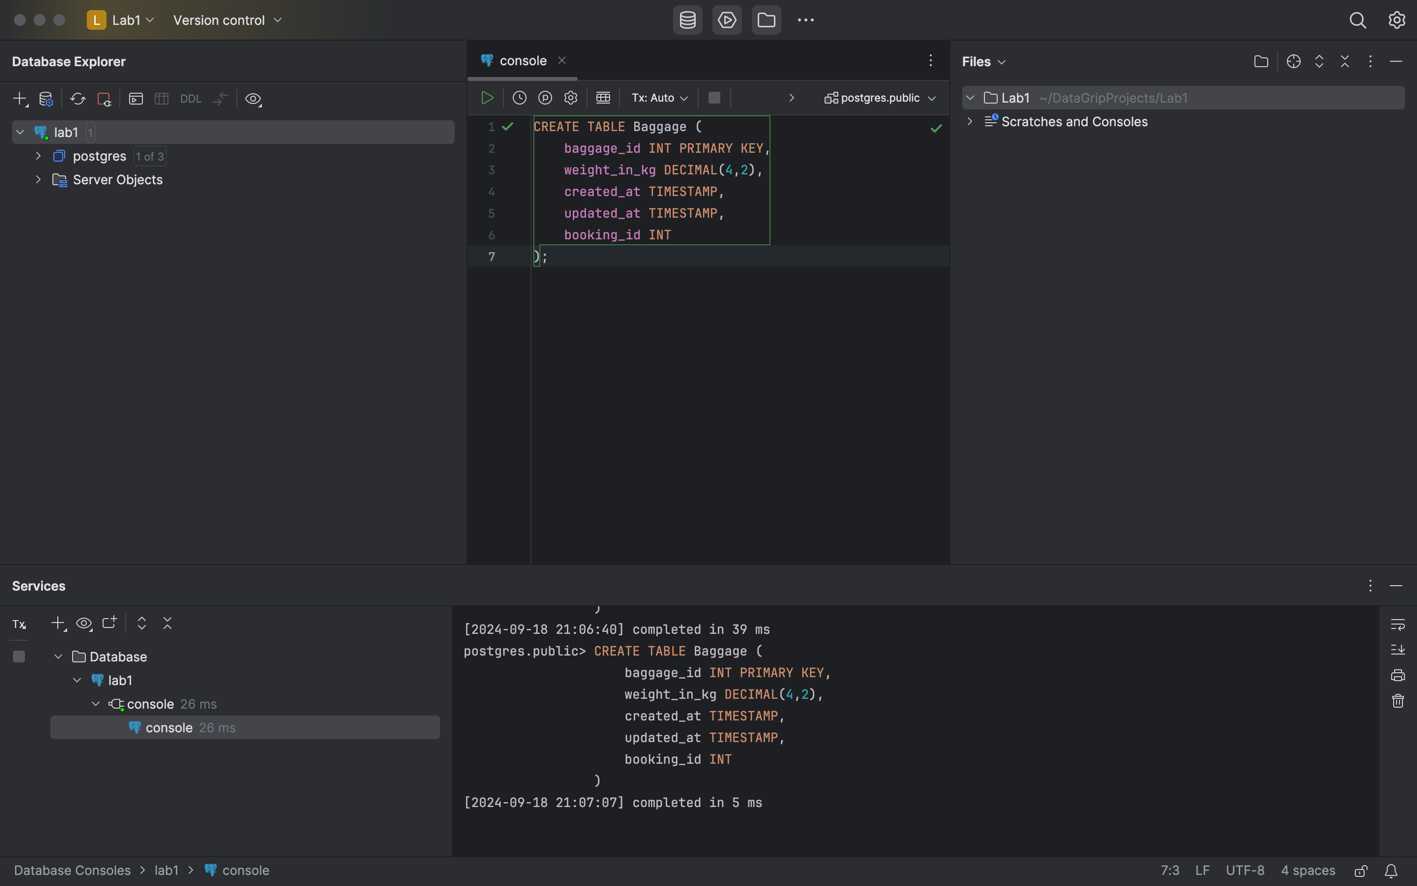 L Lab1 Version control
Database Explorer
DDL
lab1 1
postgres 1 of 3
Server Objects
console
Tx: Auto postgres.public
1 CREATE TABLE Baggage (
2 baggage_id INT PRIMARY KEY,
3 weight_in_kg DECIMAL(4,2),
4 created_at TIMESTAMP,
5 updated_at TIMESTAMP,
6 booking_id INT
7 );
Files
Lab1 ~/DataGripProjects/Lab1
Scratches and Consoles
Services
Tx
Database
lab1
console 26 ms
console 26 ms
)
[2024-09-18 21:06:40] completed in 39 ms
postgres.public> CREATE TABLE Baggage (
baggage_id INT PRIMARY KEY,
weight_in_kg DECIMAL(4,2),
created_at TIMESTAMP,
updated_at TIMESTAMP,
booking_id INT
)
[2024-09-18 21:07:07] completed in 5 ms
Database Consoles > lab1 > console
7:3 LF UTF-8 4 spaces